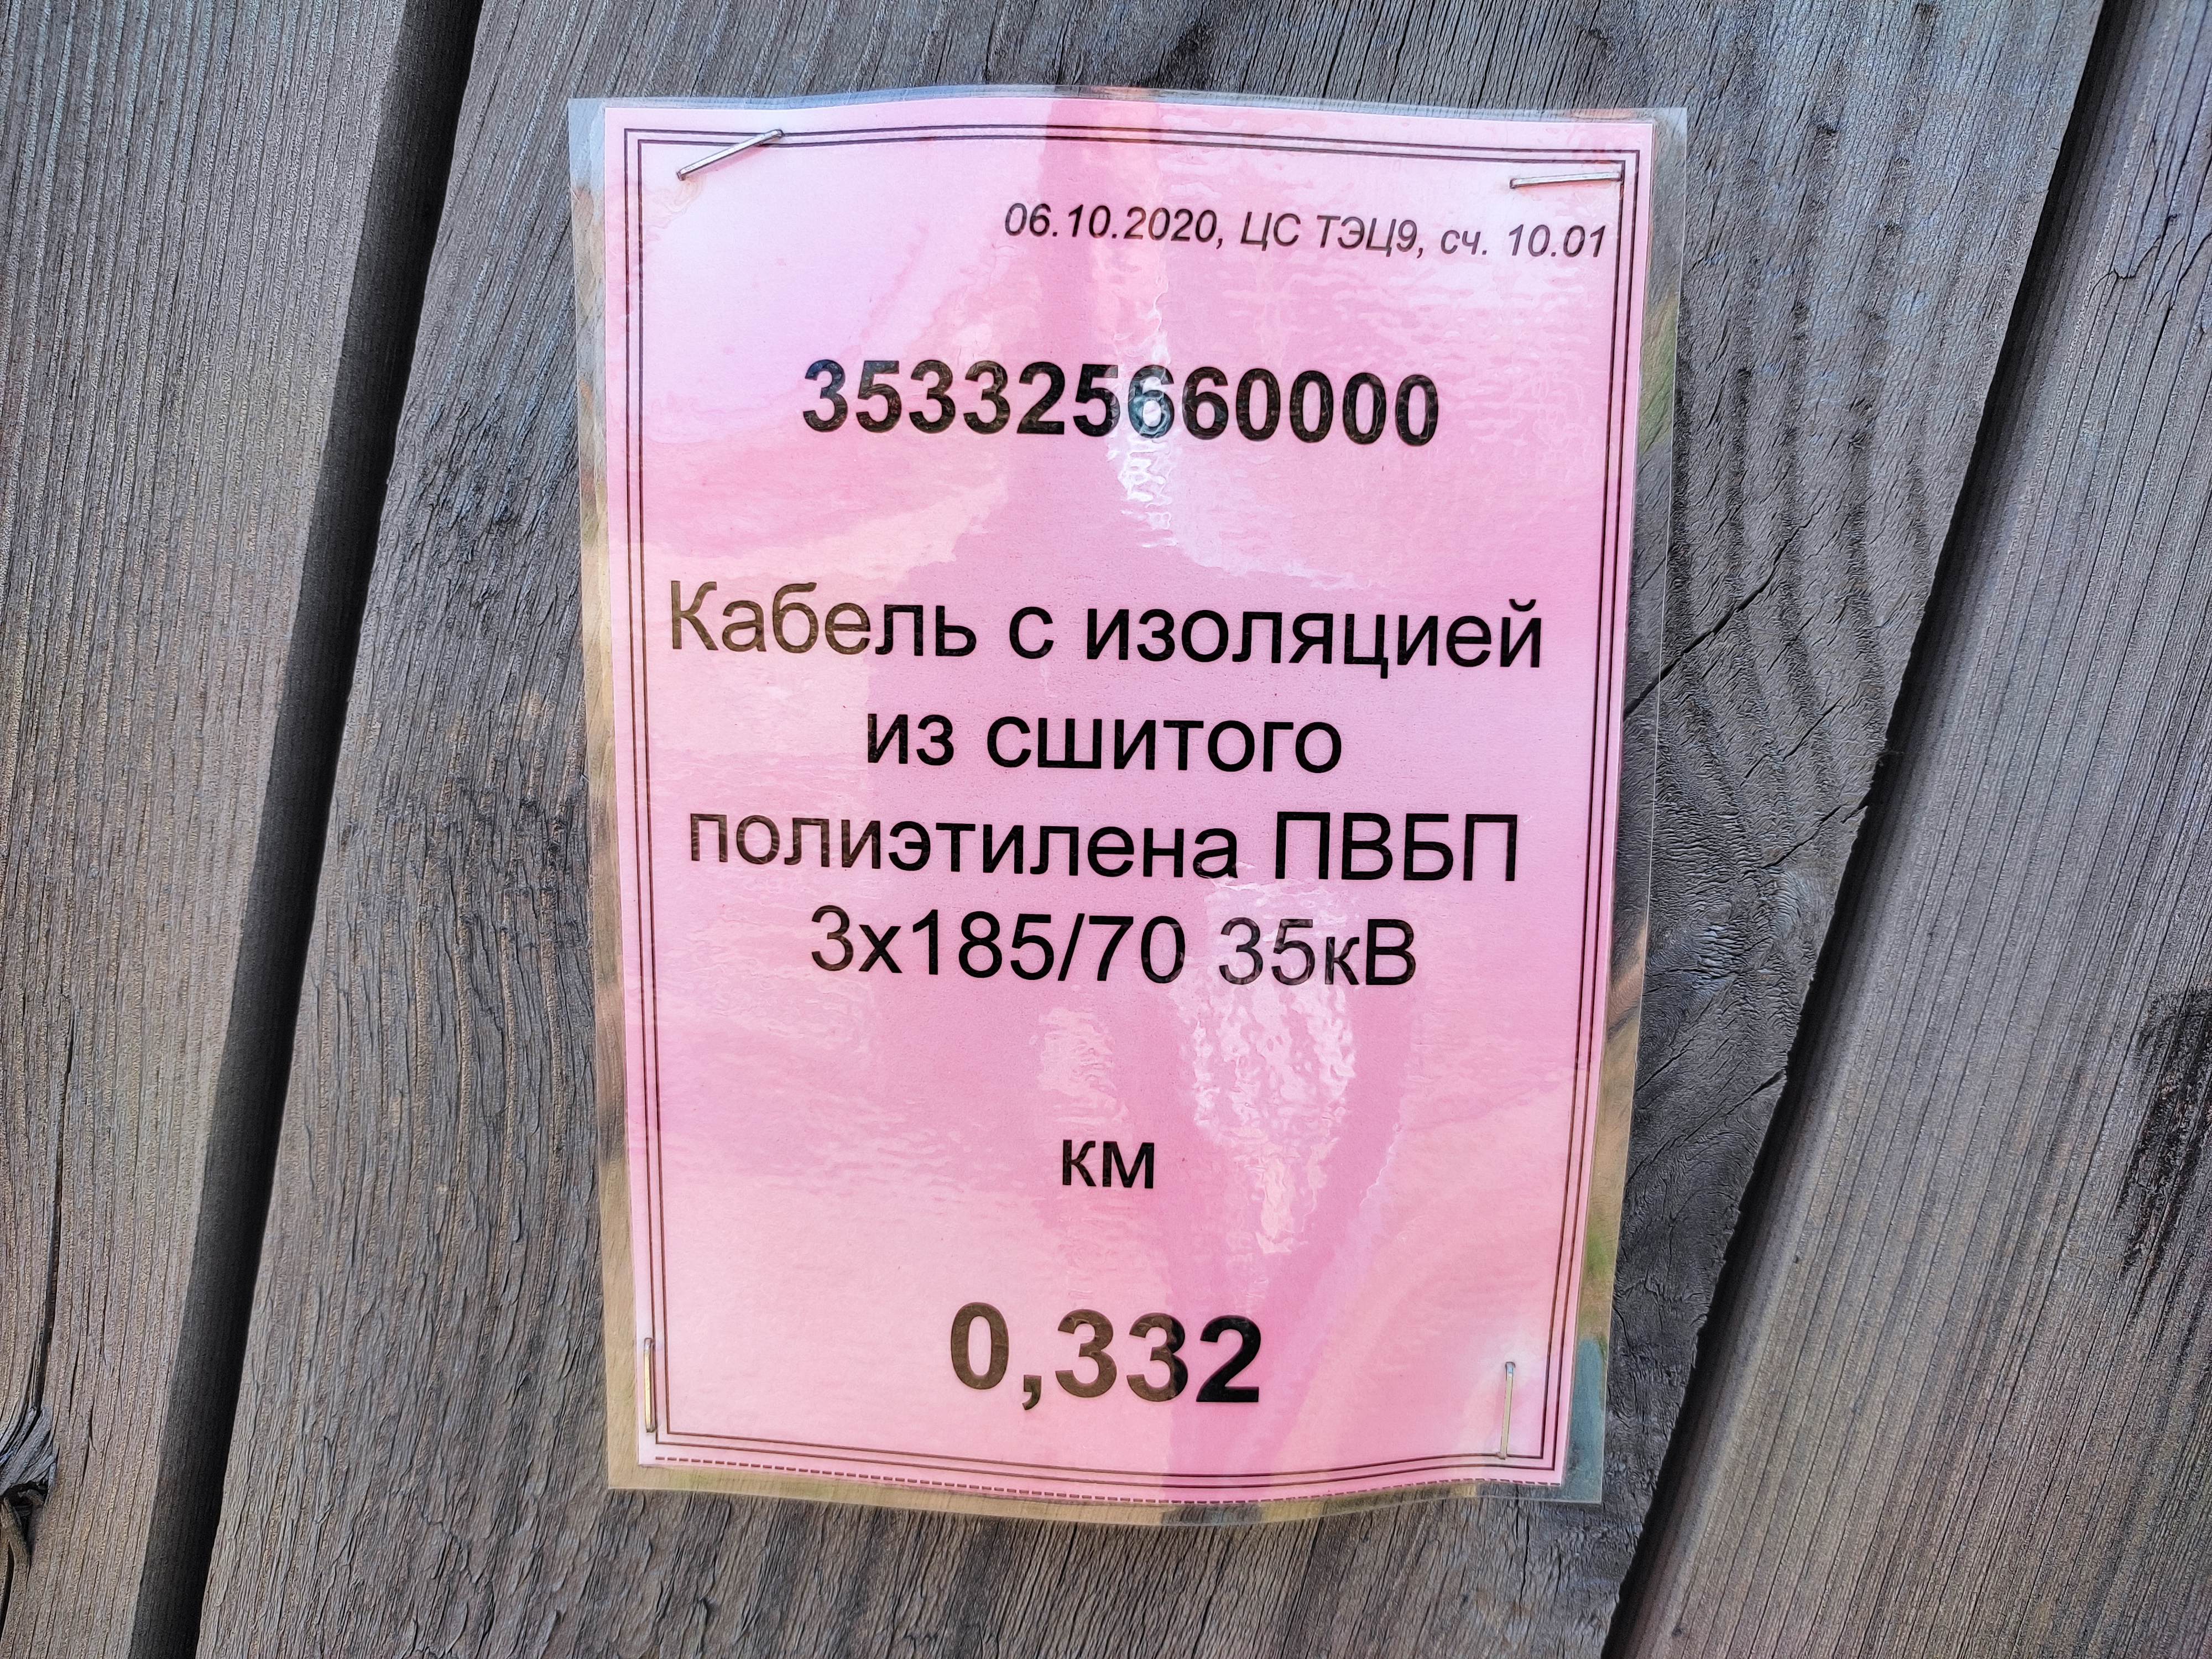 06.10.2020, ЦС ТЭЦ9, сч. 10.01
353325660000
Кабель с изоляцией
из сшитого
полиэтилена ПВБП
3х185/70 35кВ
км
0,332